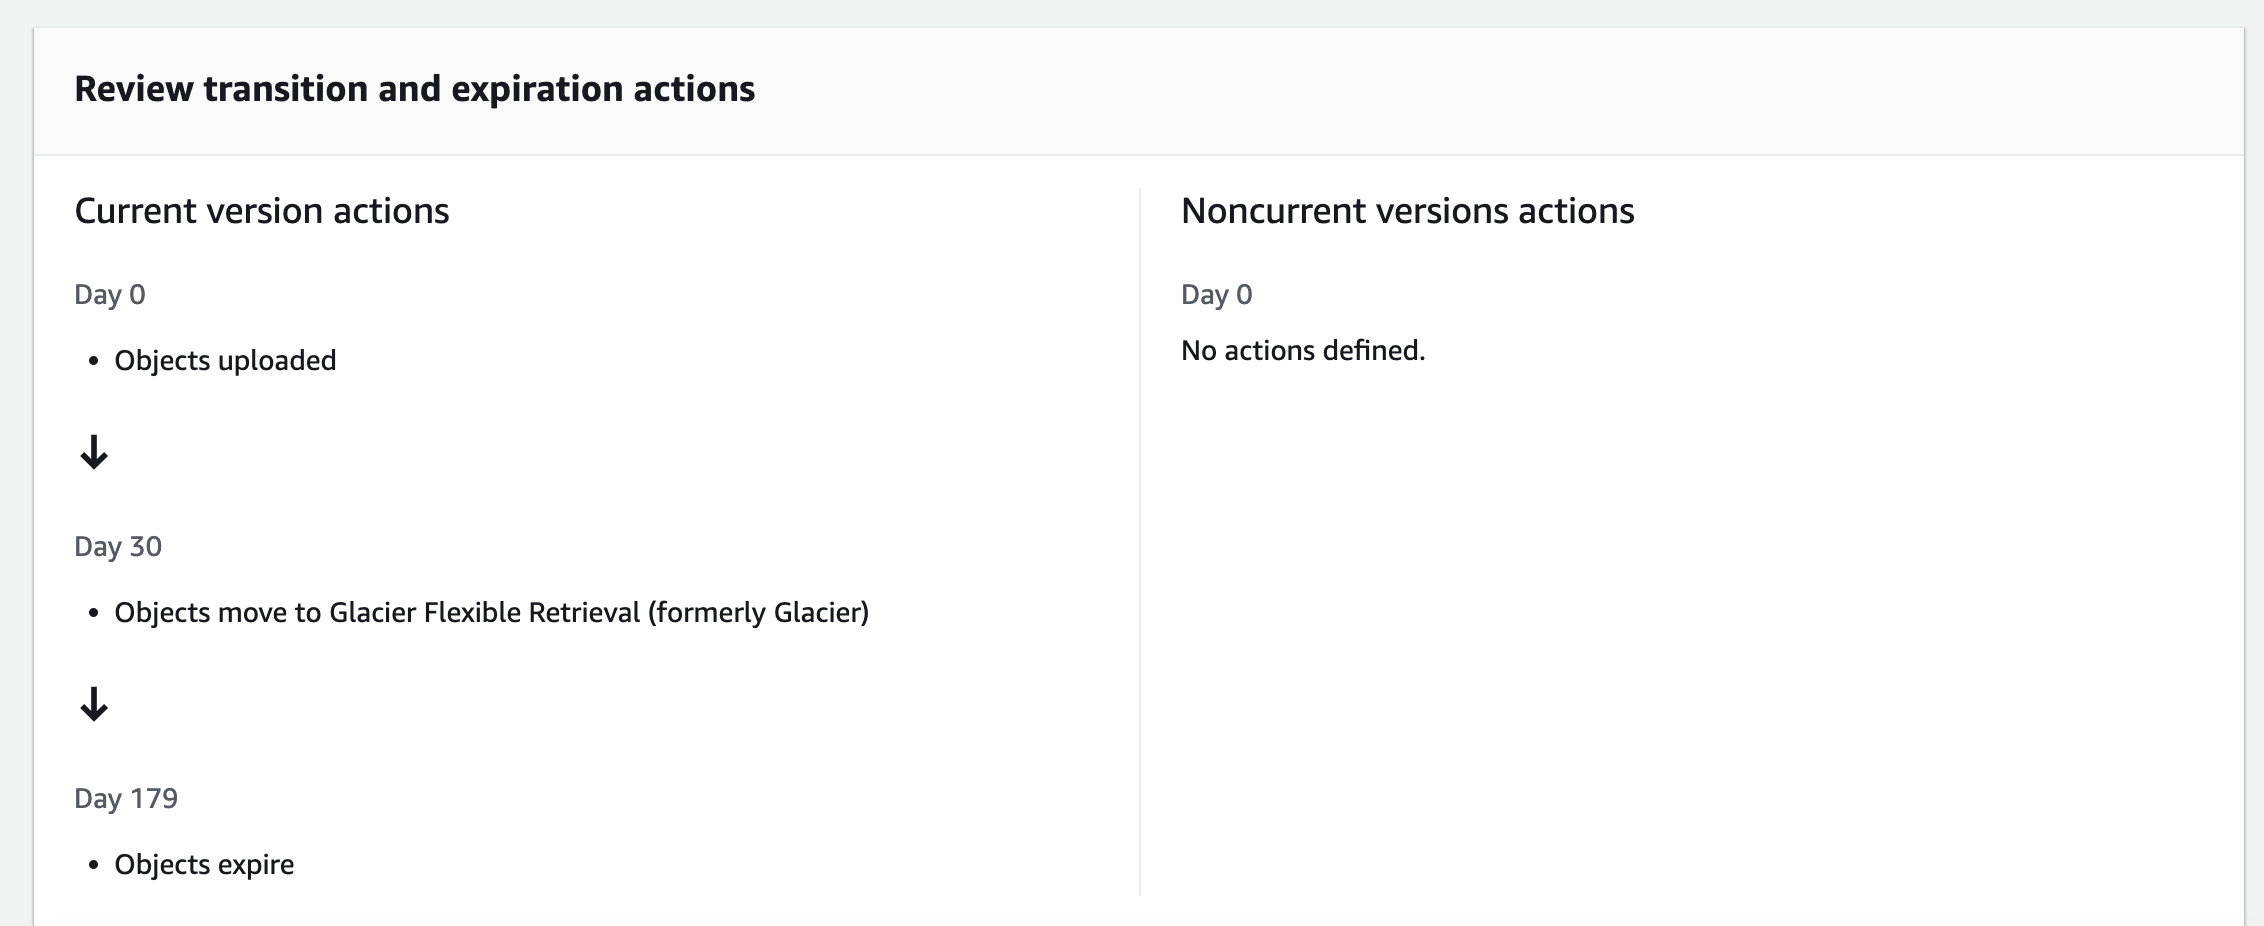 Review transition and expiration actions
Current version actions
Day 0
• Objects uploaded
Day 30
• Objects move to Glacier Flexible Retrieval (formerly Glacier)
Day 179
• Objects expire
Noncurrent versions actions
Day 0
No actions defined.